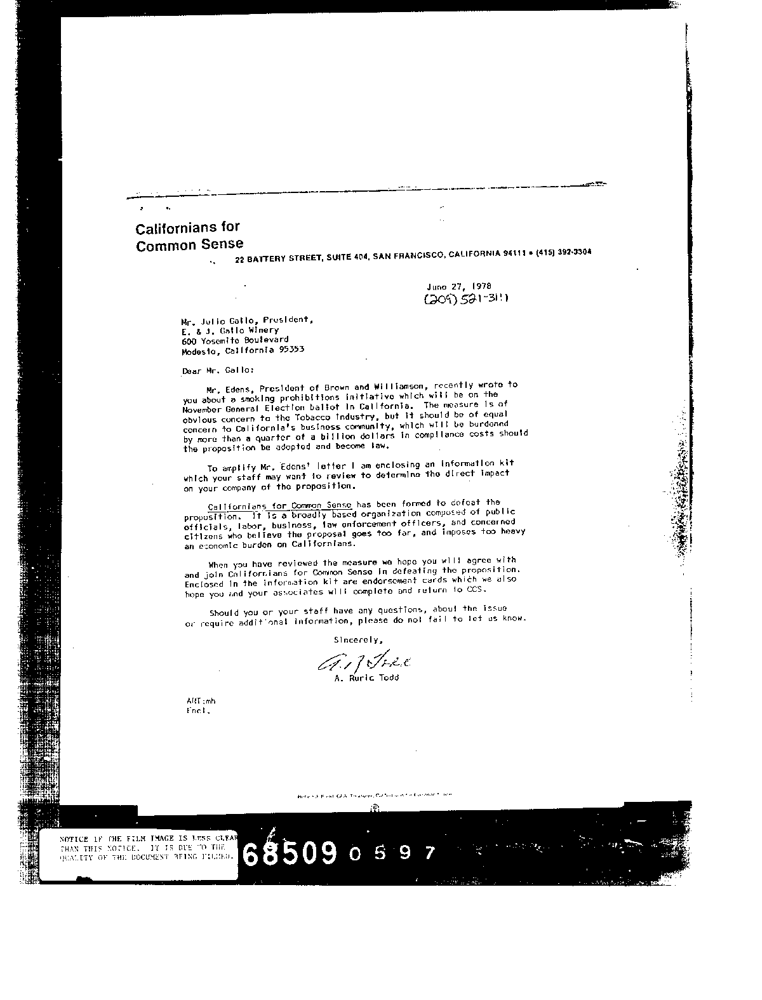 Californians for
Common Sense
22 BATTERY STREET, SUITE 404, SAN FRANCISCO, CALIFORNIA 94111 • (415) 392-3304
June 27, 1978
(209) 521-3111
Mr. Julio Gallo, President,
E. & J. Gallo Winery
600 Yosemite Boulevard
Modesto, California 95353
Dear Mr. Gallo:
Mr. Edens, President of Brown and Williamson, recently wrote to
you about a smoking prohibitions initiative which will be on the
November General Election ballot in California. The measure is of
obvious concern to the Tobacco Industry, but it should be of equal
concern to California's business community, which will be burdened
by more than a quarter of a billion dollars in compliance costs should
the proposition be adopted and become law.
To amplify Mr. Edens' letter I am enclosing an information kit
which your staff may want to review to determine the direct impact
on your company of the proposition.
Californians for Common Sense has been formed to defeat the
proposition. It is a broadly based organization composed of public
officials, labor, business, law enforcement officers, and concerned
citizens who believe the proposal goes too far, and imposes too heavy
an economic burden on Californians.
When you have reviewed the measure we hope you will agree with
and join Californians for Common Sense in defeating the proposition.
Enclosed in the information kit are endorsement cards which we also
hope you and your associates will complete and return to CCS.
Should you or your staff have any questions, about the issue
or require additional information, please do not fail to let us know.
Sincerely,
A. Ruric Todd
ART:mh
Encl.
NOTICE IF THE FILM IMAGE IS LESS CLEAR
THAN THIS NOTICE. IT IS DUE TO THE
QUALITY OF THE DOCUMENT BEING FILMED.
68509 0597